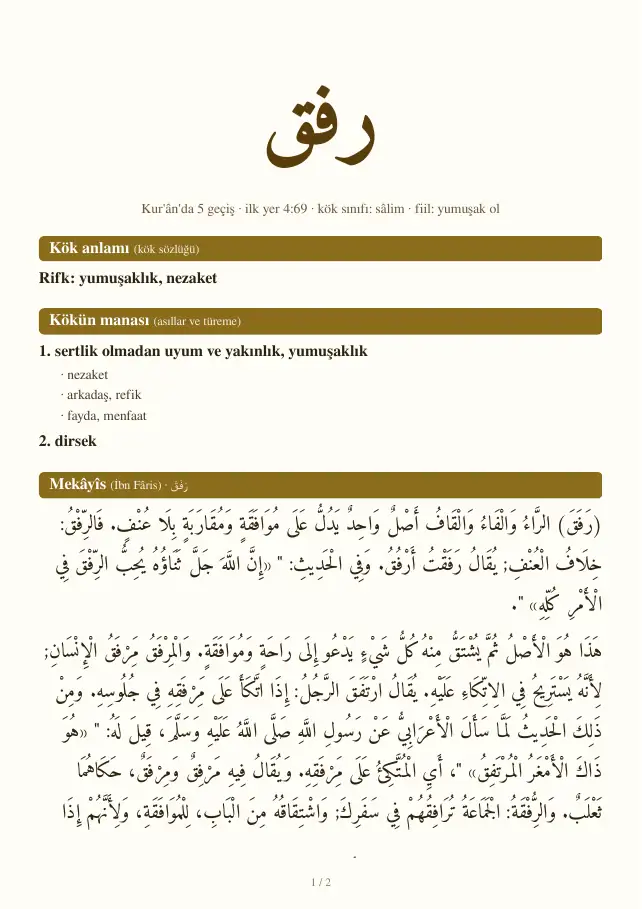 رفق
Kur'ân'da 5 geçiş · ilk yer 4:69 · kök sınıfı: sâlim · fiil: yumuşak ol
Kök anlamı (kök sözlüğü)
Rifk: yumuşaklık, nezaket
Kökün manası (asıllar ve türeme)
1. sertlik olmadan uyum ve yakınlık, yumuşaklık
· nezaket
· arkadaş, refik
· fayda, menfaat
2. dirsek
Mekâyîs (İbn Fâris) · رَفَقَ
(رَفَقَ) الرَّاءُ وَالْفَاءُ وَالْقَافُ أَصْلٌ وَاحِدٌ يَدُلُّ عَلَى مُوَافَقَةٍ وَمُقَارَبَةٍ بِلَا عُنْفٍ. فَالرِّفْقُ:
خِلَافُ الْعُنْفِ; يُقَالُ رَفَقْتُ أَرْفُقُ. وَفِي الْحَدِيثِ: " «إِنَّ اللَّهَ جَلَّ ثَنَاؤُهُ يُحِبُّ الرِّفْقَ فِي
الْأَمْرِ كُلِّهِ» ".
هَذَا هُوَ الْأَصْلُ ثُمَّ يُشْتَقُّ مِنْهُ كُلُّ شَيْءٍ يَدْعُو إِلَى رَاحَةٍ وَمُوَافَقَةٍ. وَالْمِرْفَقُ مِرْفَقُ الْإِنْسَانِ;
لِأَنَّهُ يَسْتَرِيحُ فِي الِاتِّكَاءِ عَلَيْهِ. يُقَالُ ارْتَفَقَ الرَّجُلُ: إِذَا اتَّكَأَ عَلَى مَرْفَقِهِ فِي جُلُوسِهِ. وَمِنْ
ذَلِكَ الْحَدِيثُ لَمَّا سَأَلَ الْأَعْرَابِيُّ عَنْ رَسُولِ اللَّهِ صَلَّى اللَّهُ عَلَيْهِ وَسَلَّمَ، قِيلَ لَهُ: " «هُوَ
ذَاكَ الْأَمْغَرُ الْمُرْتَفِقُ» "، أَيِ الْمُتَّكِئُ عَلَى مَرْفَقِهِ. وَيُقَالُ فِيهِ مَرْفِقٌ وَمِرْفَقٌ، حَكَاهُمَا
ثَعْلَبٌ. وَالرُّفْقَةُ: الْجَمَاعَةُ تُرَافِقُهُمْ فِي سَفَرِكَ; وَاشْتِقَاقُهُ مِنَ الْبَابِ، لِلْمُوَافَقَةِ، وَلِأَنَّهُمْ إِذَا
.
1 / 2